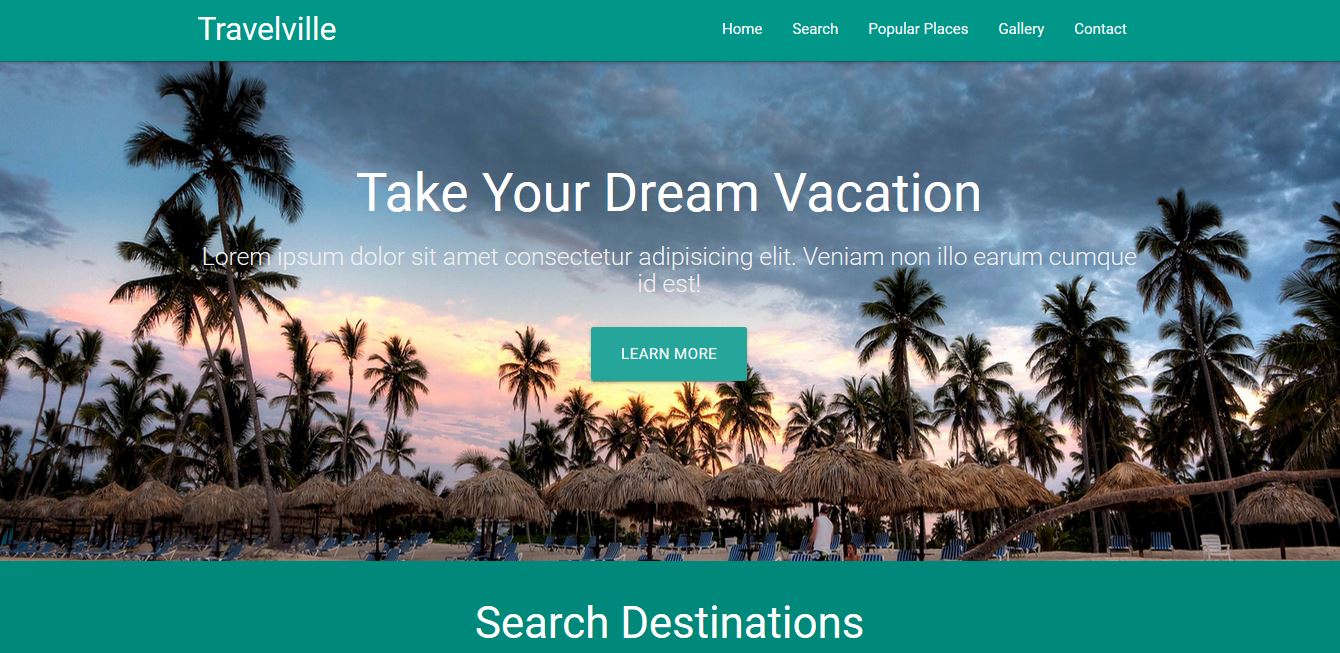 Travelville
Home Search Popular Places Gallery Contact
Take Your Dream Vacation
Lorem ipsum dolor sit amet consectetur adipisicing elit. Veniam non illo earum cumque
id est!
LEARN MORE
Search Destinations